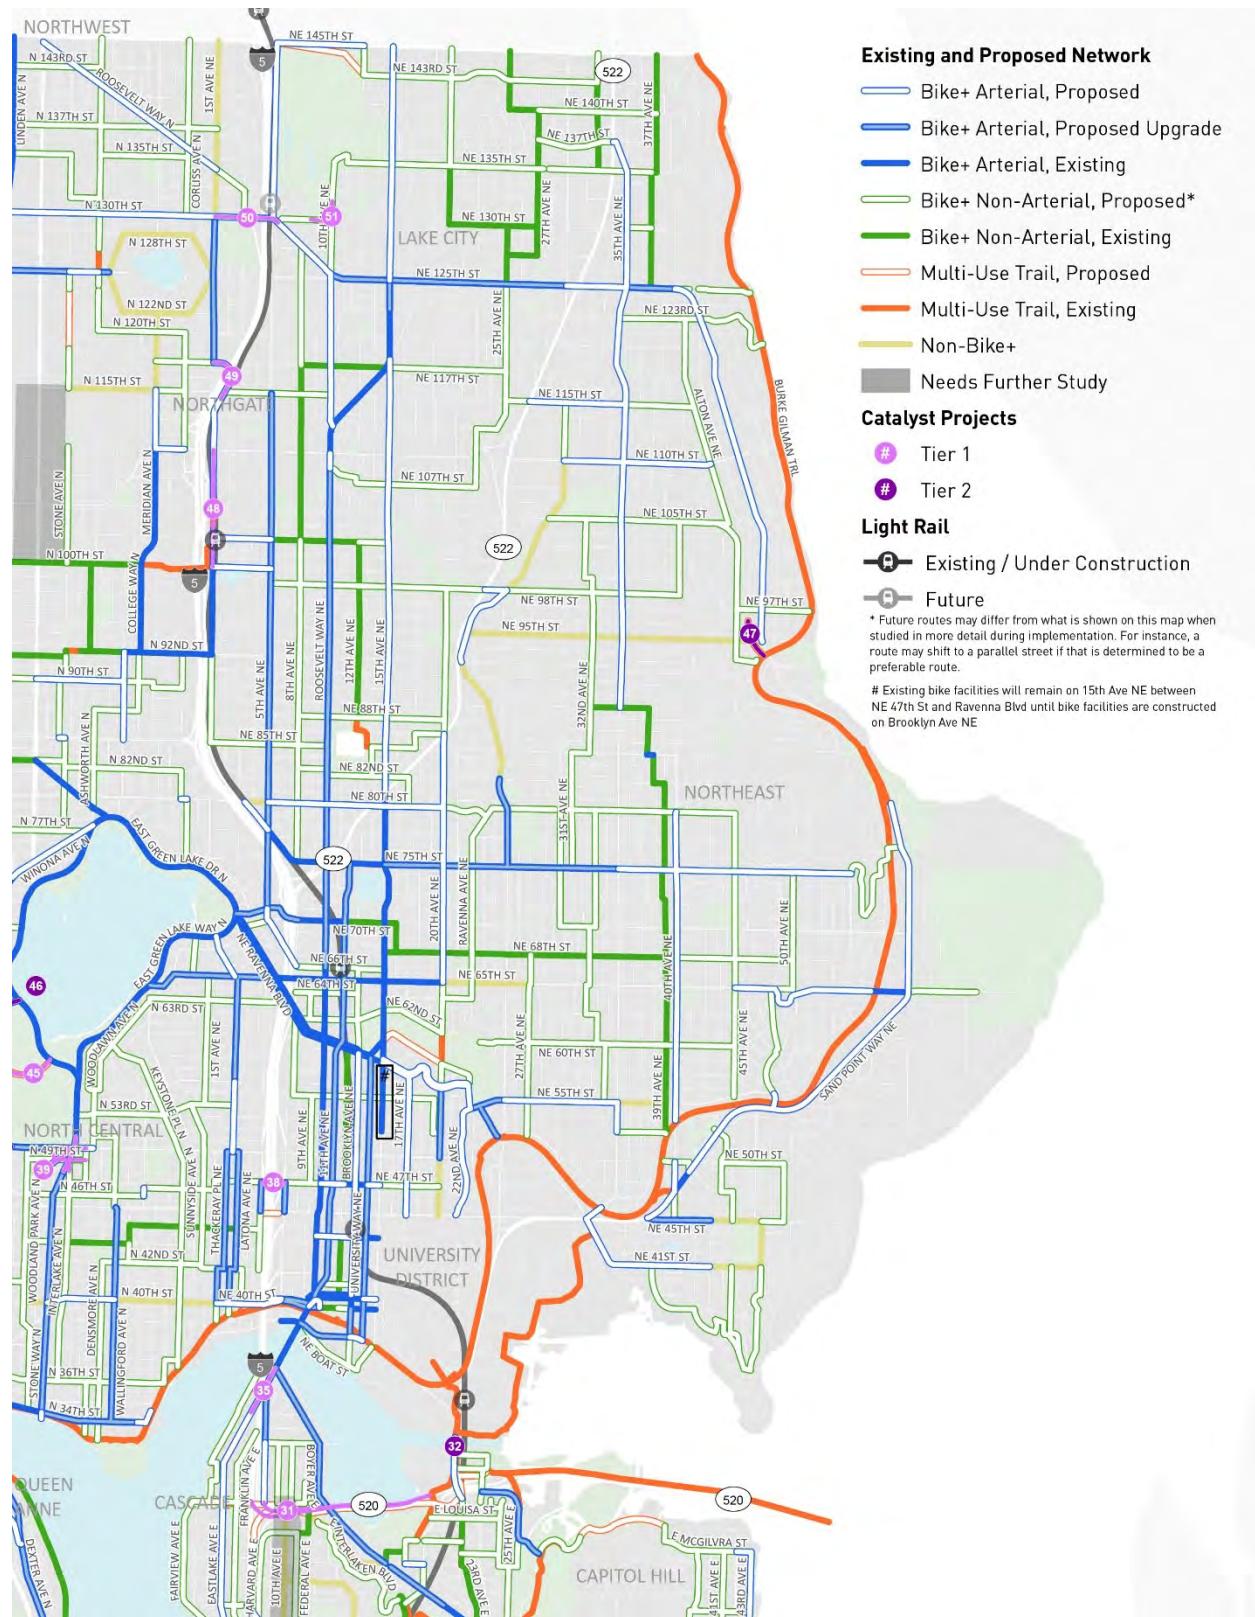 NORTHWEST
NE 145TH ST
N 143RD ST
5
NE 143RD ST
522
ROOSEVELT WAY N
1ST AVE NE
LINDEN AVE N
NE 140TH ST
37TH AVE NE
N 137TH ST
NE 137TH ST
N 135TH ST
CORLISS AVE N
NE 135TH ST
N 130TH ST
50
51
10TH AVE NE
NE 130TH ST
27TH AVE NE
35TH AVE NE
LAKE CITY
N 128TH ST
NE 125TH ST
N 122ND ST
N 120TH ST
25TH AVE NE
NE 123RD ST
N 115TH ST
49
NE 117TH ST
NORTHGATE
NE 115TH ST
ALTON AVE NE
BURKE GILMAN TRL
MERIDIAN AVE N
NE 110TH ST
NE 107TH ST
STONE AVE N
48
NE 105TH ST
522
N 100TH ST
5
COLLEGE WAY N
NE 98TH ST
NE 97TH ST
NE 95TH ST
47
N 92ND ST
N 90TH ST
5TH AVE NE
8TH AVE NE
ROOSEVELT WAY NE
12TH AVE NE
15TH AVE NE
32ND AVE NE
NE 88TH ST
NE 85TH ST
ASHWORTH AVE N
N 82ND ST
NE 82ND ST
NE 80TH ST
NORTHEAST
N 77TH ST
EAST GREEN LAKE DR N
31ST AVE NE
WINONA AVE N
522
NE 75TH ST
20TH AVE NE
RAVENNA AVE NE
EAST GREEN LAKE WAY N
NE RAVENNA BLVD
NE 70TH ST
NE 68TH ST
50TH AVE NE
40TH AVE NE
NE 66TH ST
NE 65TH ST
NE 64TH ST
46
N 63RD ST
NE 62ND ST
WOODLAWN AVE N
1ST AVE NE
27TH AVE NE
NE 60TH ST
45TH AVE NE
SAND POINT WAY NE
45
KEYSTONE PL N
#
NE 55TH ST
39TH AVE NE
N 53RD ST
9TH AVE NE
11TH AVE NE
BROOKLYN AVE NE
17TH AVE NE
22ND AVE NE
NORTH CENTRAL
N 49TH ST
39
NE 50TH ST
N 46TH ST
38
NE 47TH ST
SUNNYSIDE AVE N
THACKERAY PL NE
LATONA AVE NE
UNIVERSITY WAY NE
WOODLAND PARK AVE N
INTERLAKE AVE N
NE 45TH ST
N 42ND ST
UNIVERSITY
DISTRICT
NE 41ST ST
N 40TH ST
NE 40TH ST
DENSMORE AVE N
WALLINGFORD AVE N
STONE WAY N
NE BOAT ST
N 36TH ST
5
35
N 34TH ST
32
QUEEN
ANNE
CASCADE
FRANKLIN AVE E
BOYER AVE E
31
520
520
E LOUISA ST
DEXTER AVE N
FAIRVIEW AVE E
EASTLAKE AVE E
HARVARD AVE E
10TH AVE E
FEDERAL AVE E
E INTERLAKEN BLVD
23RD AVE E
25TH AVE E
E MCGILVRA ST
CAPITOL HILL
41ST AVE E
43RD AVE E
Existing and Proposed Network
Bike+ Arterial, Proposed
Bike+ Arterial, Proposed Upgrade
Bike+ Arterial, Existing
Bike+ Non-Arterial, Proposed*
Bike+ Non-Arterial, Existing
Multi-Use Trail, Proposed
Multi-Use Trail, Existing
Non-Bike+
Needs Further Study
Catalyst Projects
# Tier 1
# Tier 2
Light Rail
Existing / Under Construction
Future
* Future routes may differ from what is shown on this map when
studied in more detail during implementation. For instance, a
route may shift to a parallel street if that is determined to be a
preferable route.
# Existing bike facilities will remain on 15th Ave NE between
NE 47th St and Ravenna Blvd until bike facilities are constructed
on Brooklyn Ave NE